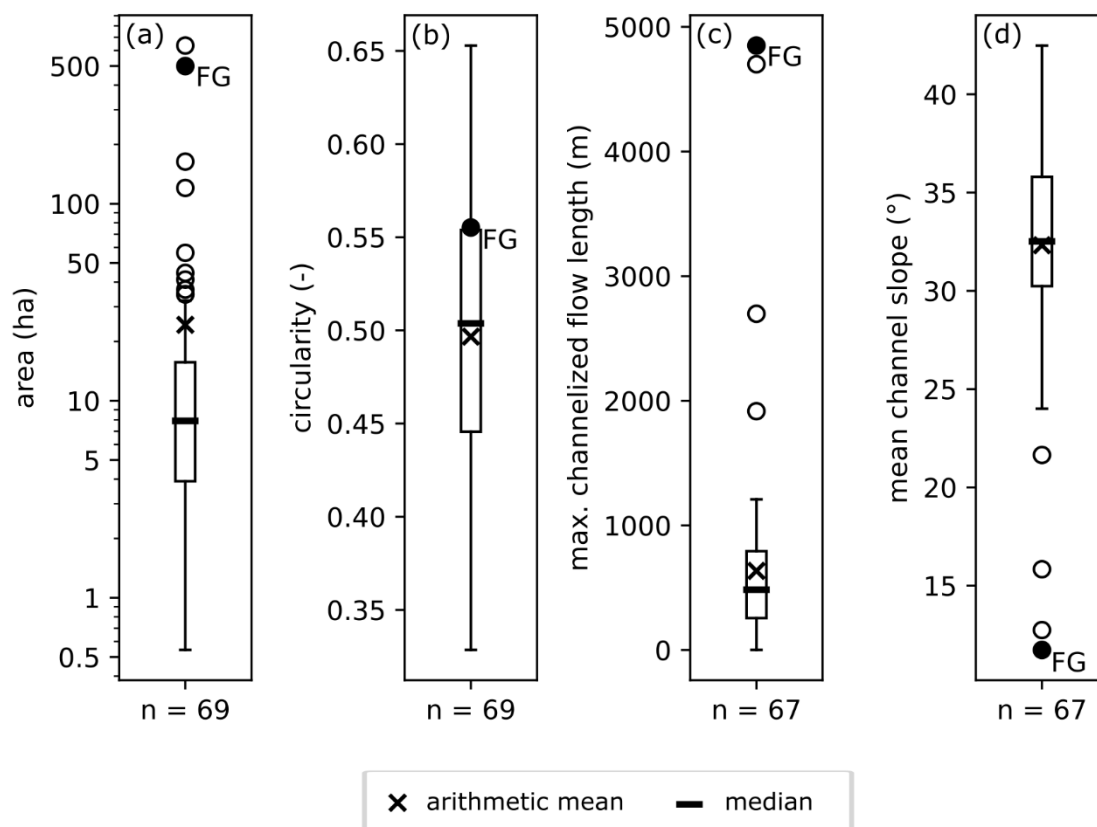 (a)
500
FG
100
50
10
5
1
0.5
area (ha)
n = 69
(b)
0.65
0.60
0.55
FG
0.50
0.45
0.40
0.35
circularity (-)
n = 69
(c)
5000
FG
4000
3000
2000
1000
0
max. channelized flow length (m)
n = 67
(d)
40
35
30
25
20
15
FG
mean channel slope (°)
n = 67
arithmetic mean
median